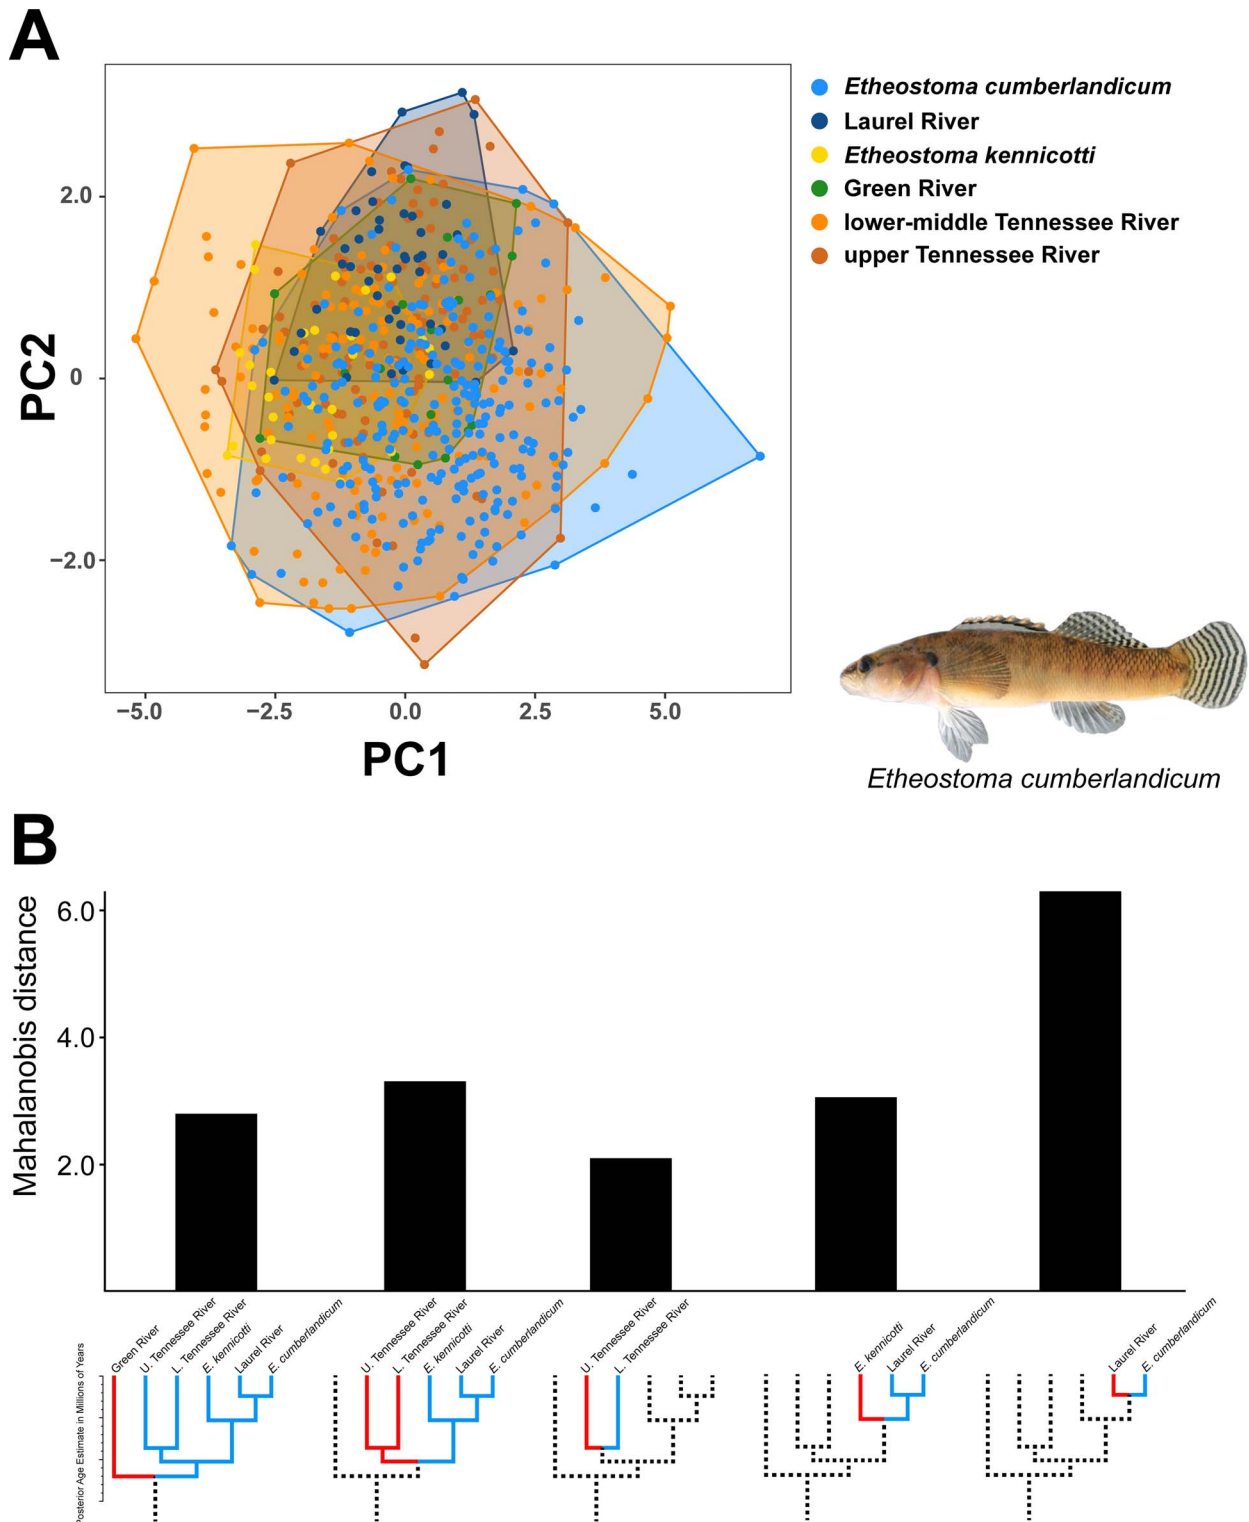 A
Etheostoma cumberlandicum
Laurel River
Etheostoma kennicotti
Green River
lower-middle Tennessee River
upper Tennessee River
2.0
0
−2.0
PC2
−5.0
−2.5
0.0
2.5
5.0
PC1
Etheostoma cumberlandicum
B
6.0
4.0
2.0
Mahalanobis distance
Green River
U. Tennessee River
L. Tennessee River
E. kennicotti
Laurel River
E. cumberlandicum
U. Tennessee River
L. Tennessee River
E. kennicotti
Laurel River
E. cumberlandicum
U. Tennessee River
L. Tennessee River
E. kennicotti
Laurel River
E. cumberlandicum
Laurel River
E. cumberlandicum
Posterior Age Estimate in Millions of Years